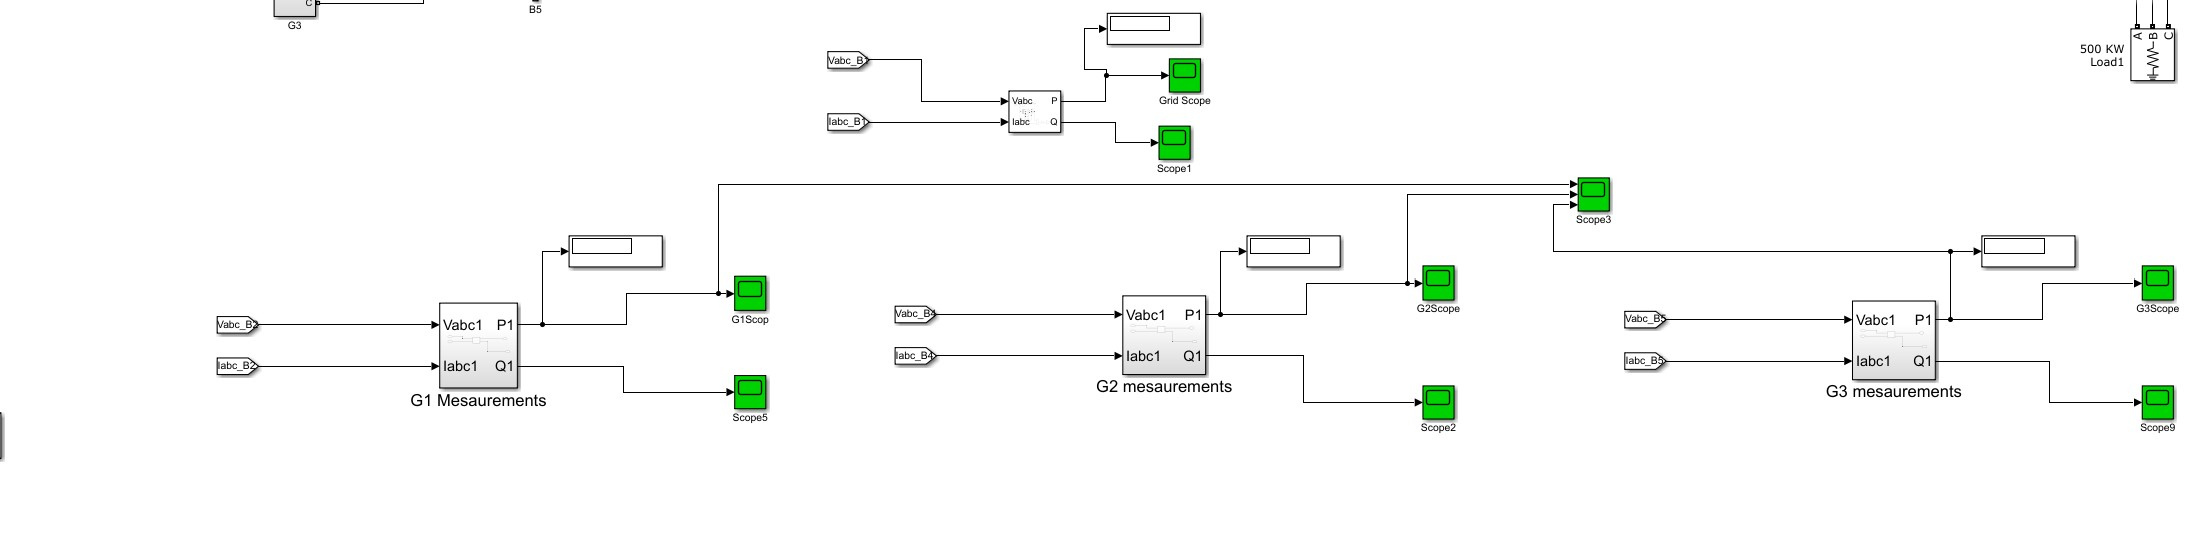 C
G3
B5
A
B
C
500 KW
Load1
Vabc_B1
Iabc_B1
Vabc
P
Iabc
Q
Grid Scope
Scope1
Scope3
Vabc_B2
Iabc_B2
Vabc1
P1
Iabc1
Q1
G1 Mesaurements
G1Scop
Scope5
Vabc_B4
Iabc_B4
Vabc1
P1
Iabc1
Q1
G2 mesaurements
G2Scope
Scope2
Vabc_B5
Iabc_B5
Vabc1
P1
Iabc1
Q1
G3 mesaurements
G3Scope
Scope9